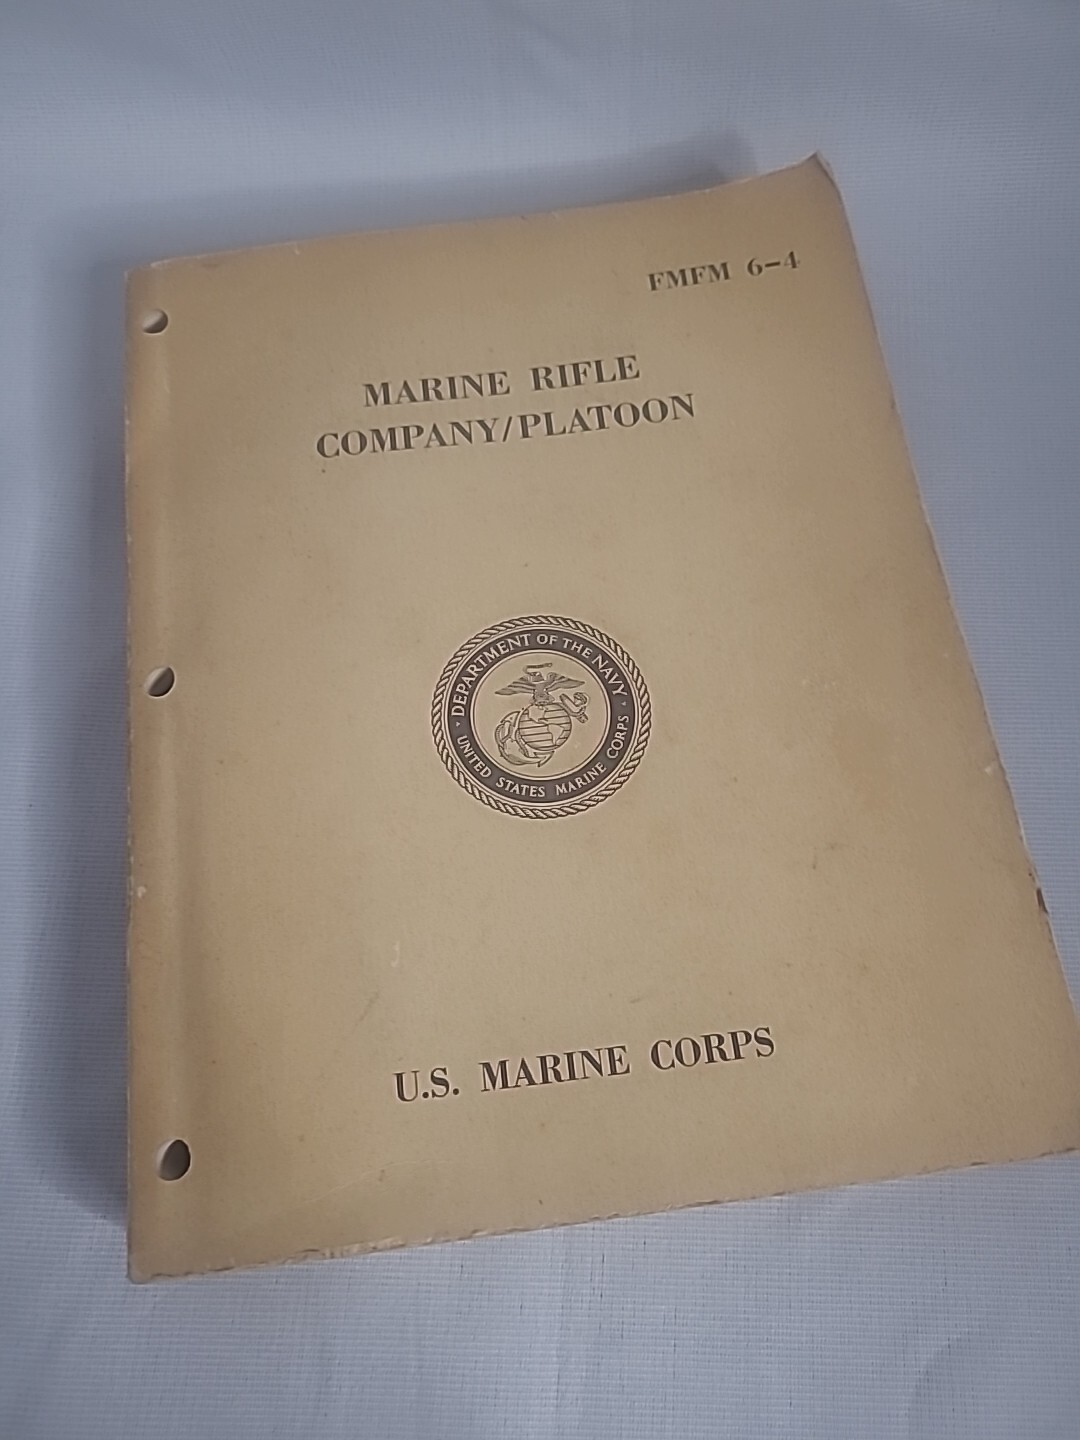 FMFM 6-4
MARINE RIFLE
COMPANY/PLATOON
DEPARTMENT OF THE NAVY
UNITED STATES MARINE CORPS
U.S. MARINE CORPS